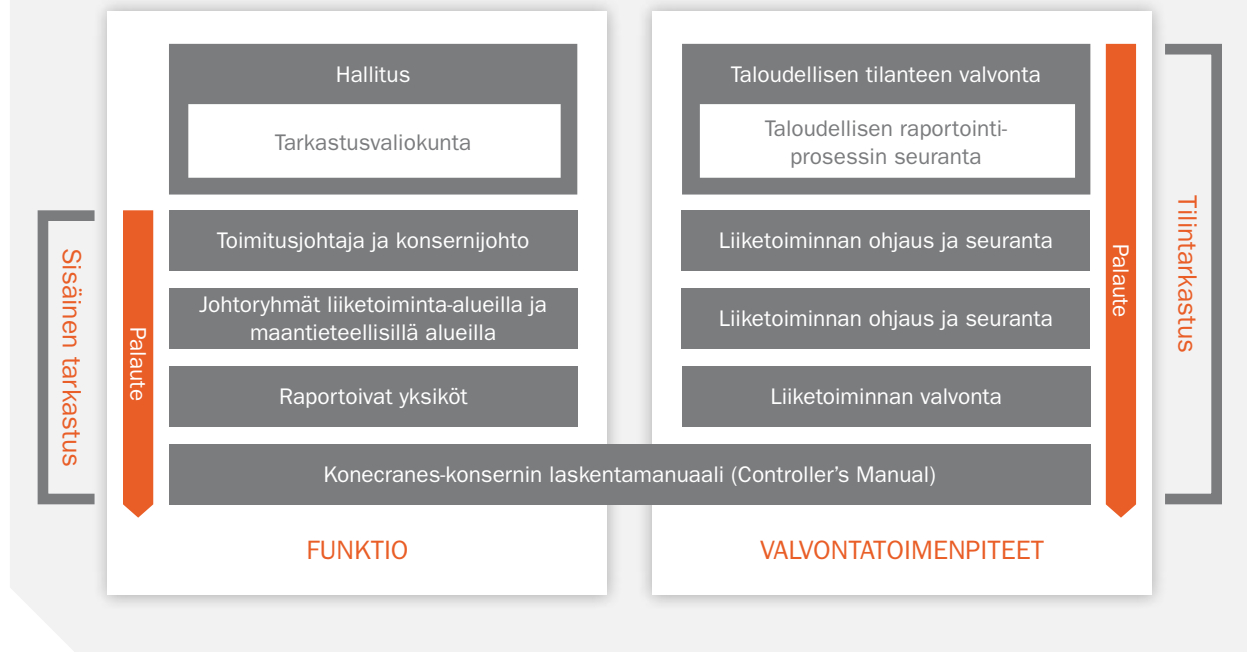 Hallitus
Tarkastusvaliokunta
Toimitusjohtaja ja konsernijohto
Johtoryhmät liiketoiminta-alueilla ja
maantieteellisillä alueilla
Raportoivat yksiköt
Taloudellisen tilanteen valvonta
Taloudellisen raportointi-
prosessin seuranta
Liiketoiminnan ohjaus ja seuranta
Liiketoiminnan ohjaus ja seuranta
Liiketoiminnan valvonta
Konecranes-konsernin laskentamanuaali (Controller’s Manual)
FUNKTIO
VALVONTATOIMENPITEET
Sisäinen tarkastus
Palaute
Palaute
Tilintarkastus